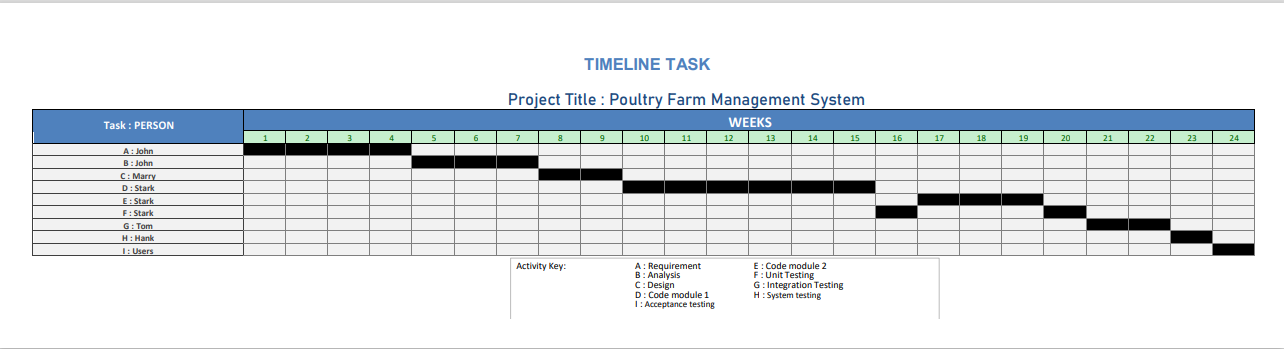 TIMELINE TASK
Project Title : Poultry Farm Management System
Task : PERSON WEEKS
1 2 3 4 5 6 7 8 9 10 11 12 13 14 15 16 17 18 19 20 21 22 23 24
A : John
B : John
C : Marry
D : Stark
E : Stark
F : Stark
G : Tom
H : Hank
I : Users
Activity Key: A : Requirement E : Code module 2
B : Analysis F : Unit Testing
C : Design G : Integration Testing
D : Code module 1 H : System testing
I : Acceptance testing